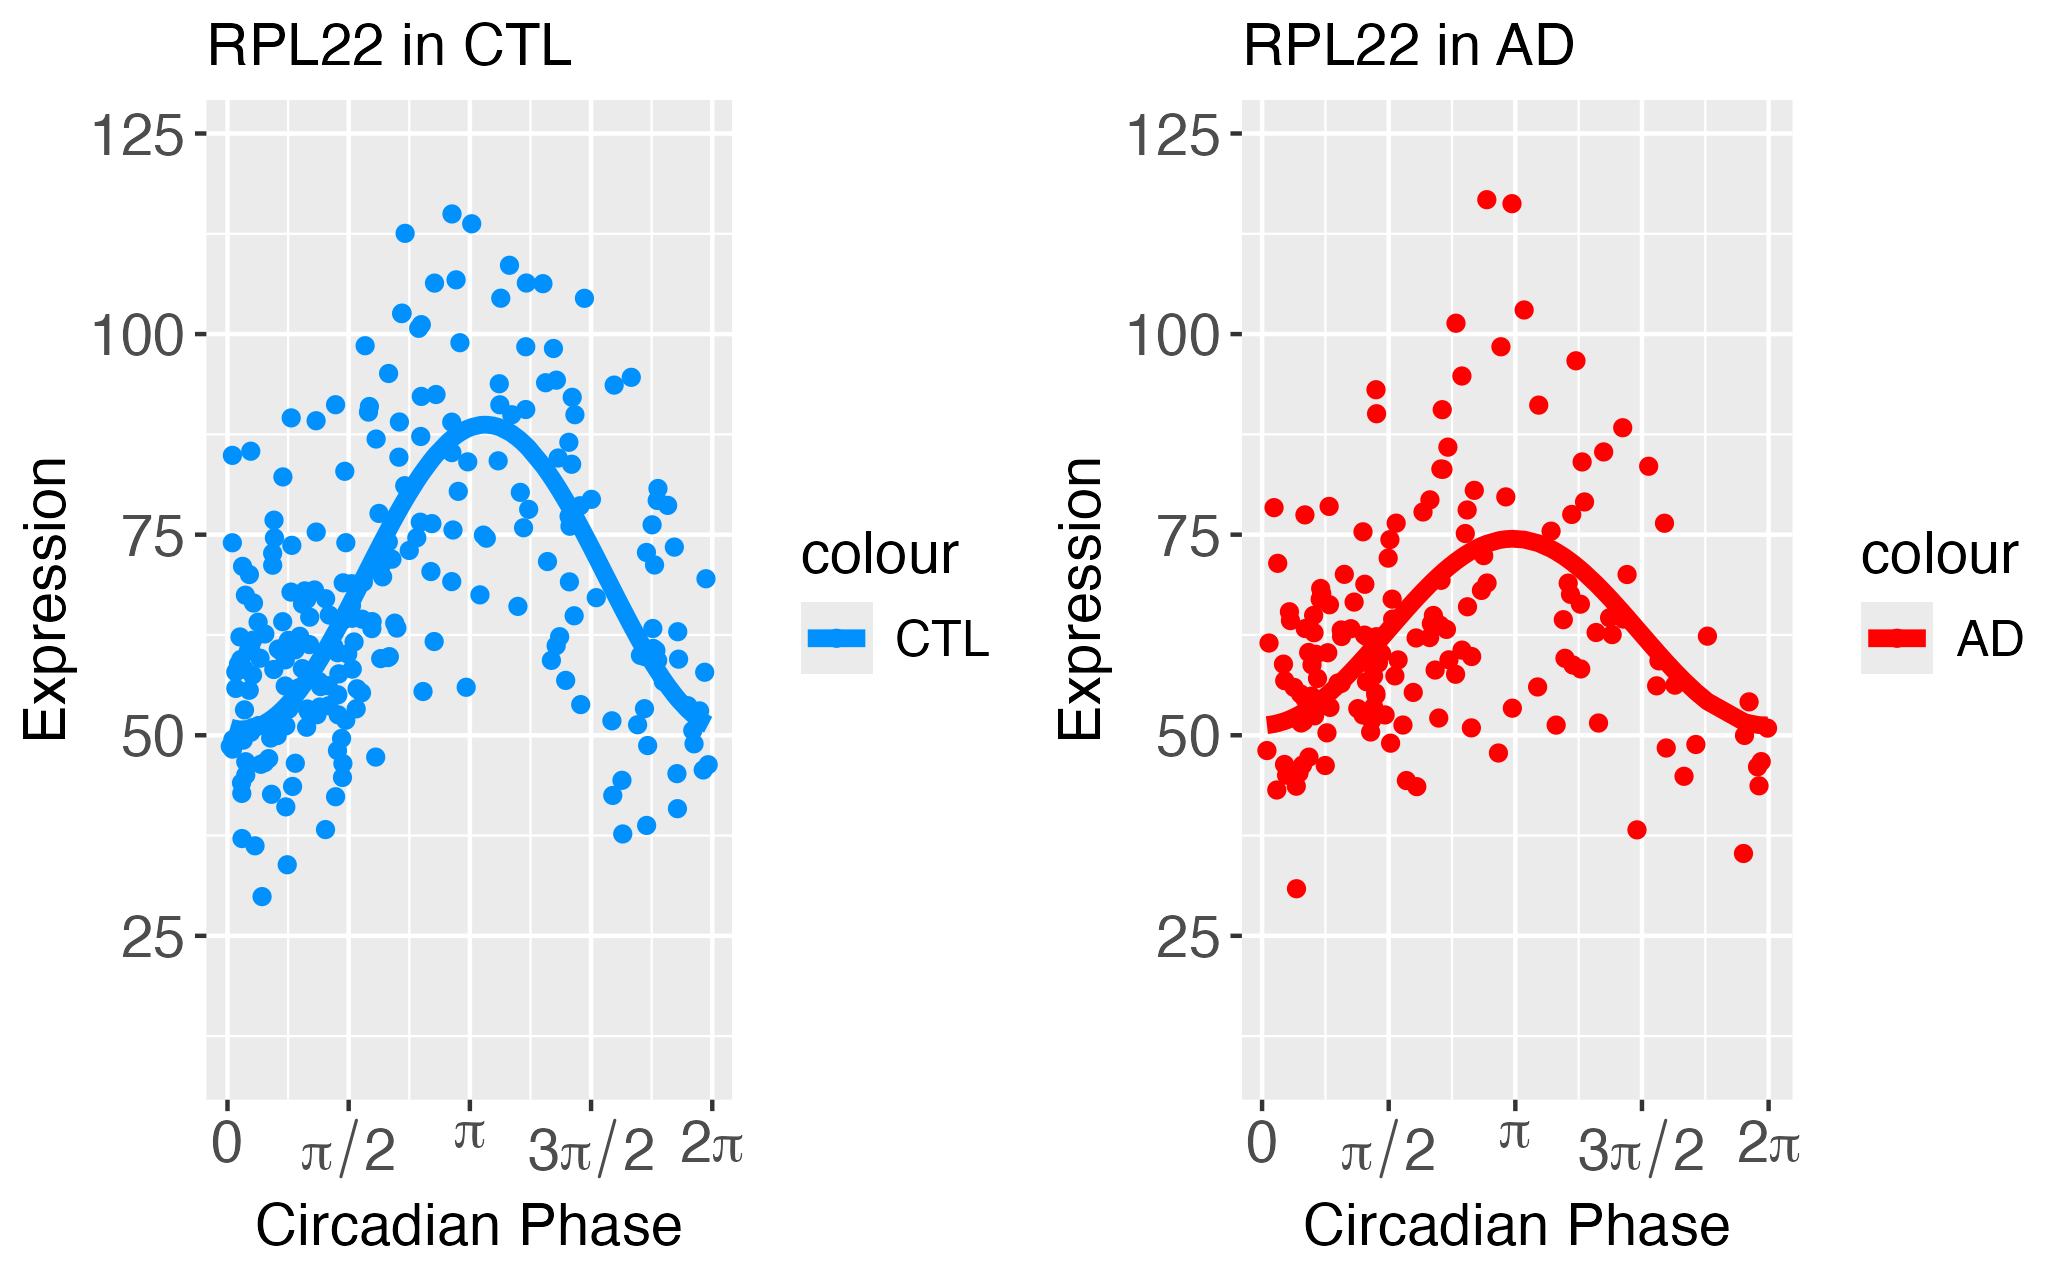 RPL22 in CTL
125
100
75
50
25
Expression
0 π/2 π 3π/2 2π
Circadian Phase
colour
CTL
RPL22 in AD
125
100
75
50
25
Expression
0 π/2 π 3π/2 2π
Circadian Phase
colour
AD